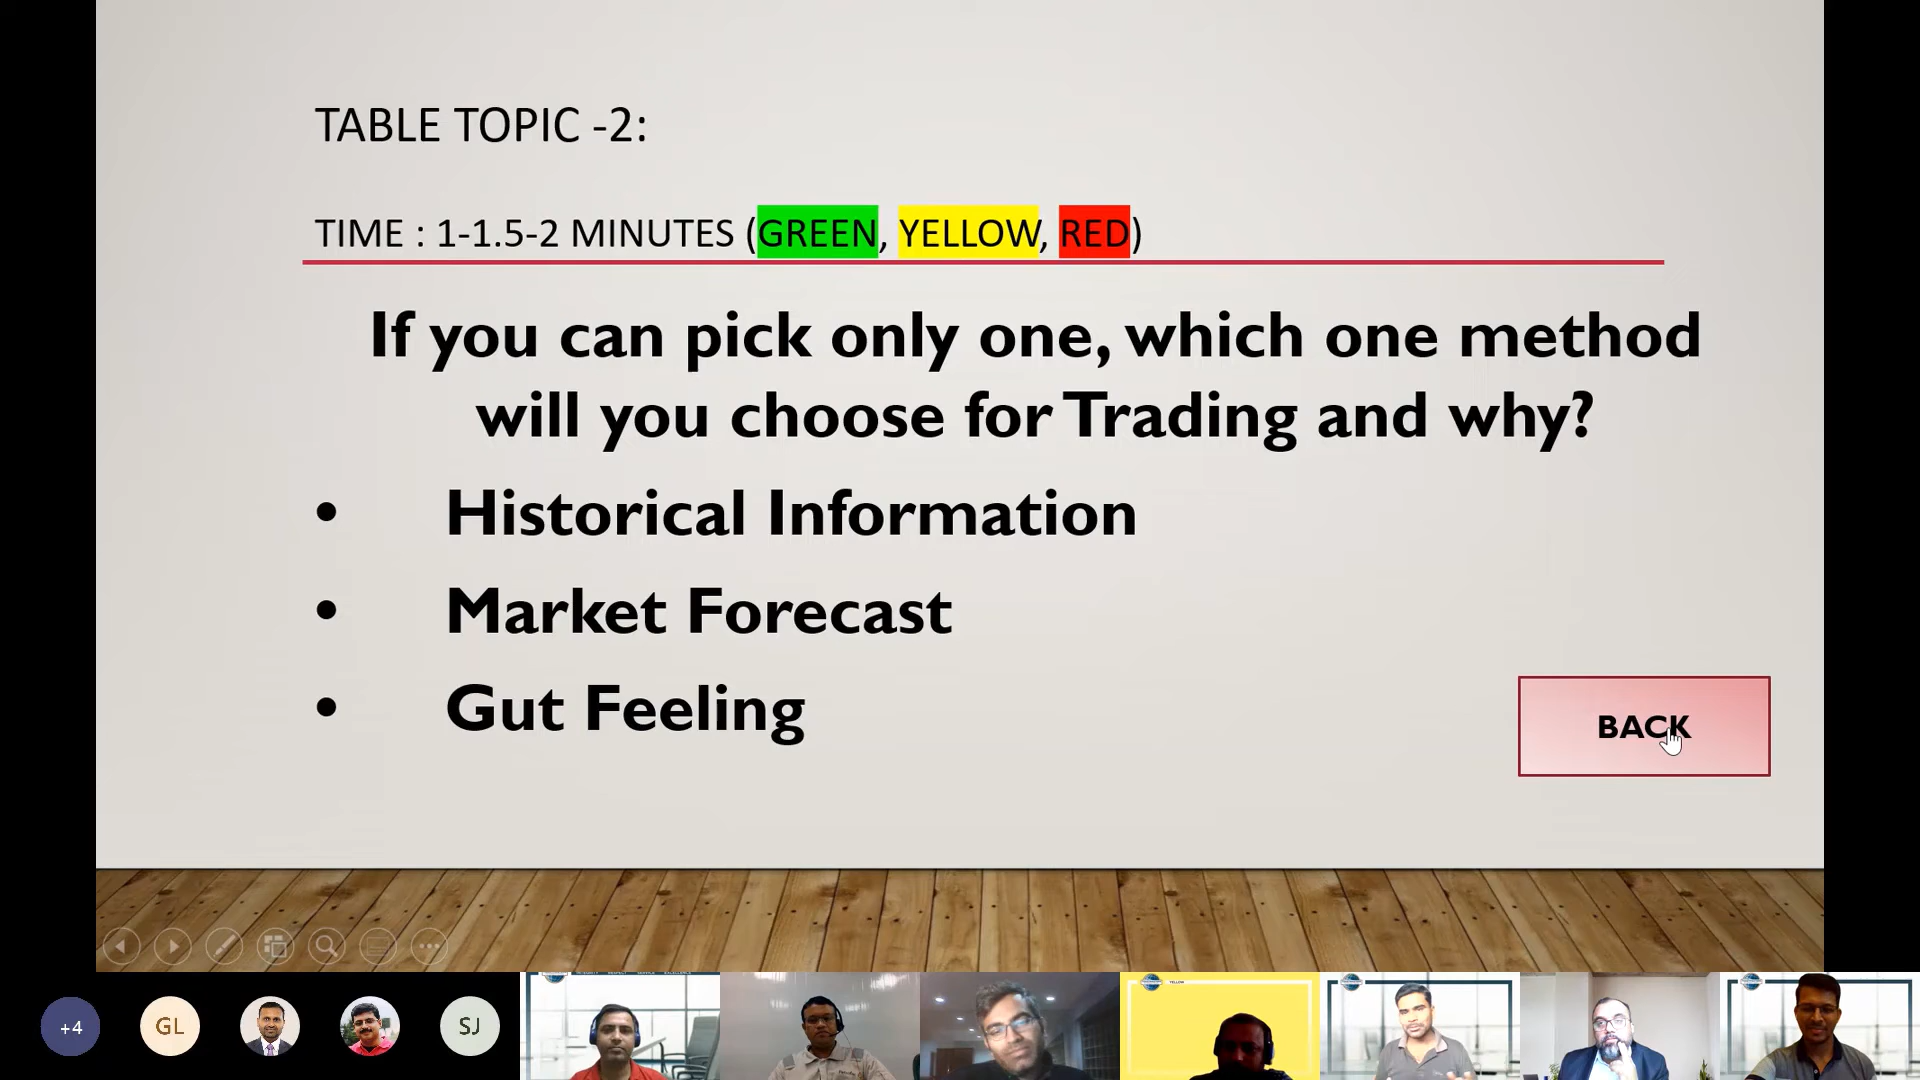 TABLE TOPIC -2:
TIME : 1-1.5-2 MINUTES (GREEN, YELLOW, RED)
If you can pick only one, which one method
will you choose for Trading and why?
• Historical Information
• Market Forecast
• Gut Feeling
BACK
+4
GL
SJ
YELLOW